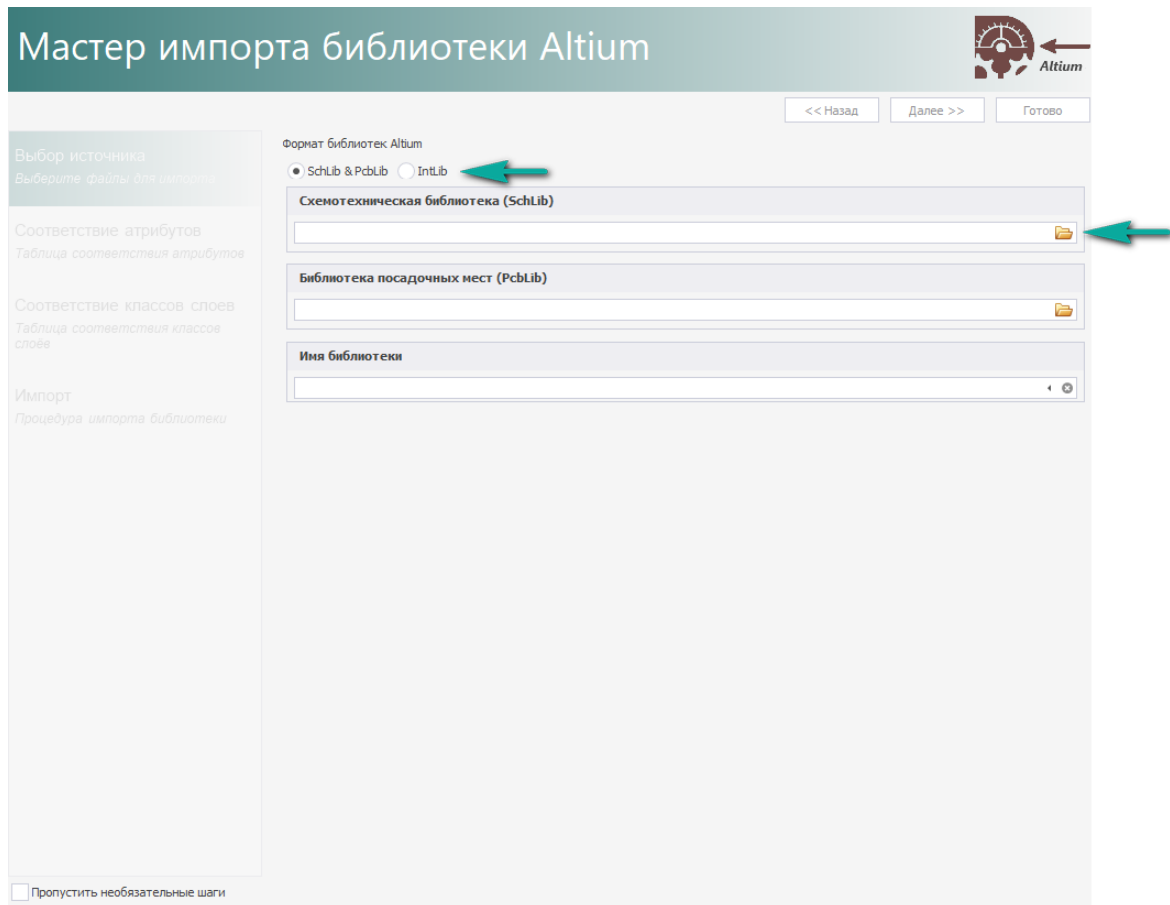 Мастер импорта библиотеки Altium
Altium
<< Назад
Далее >>
Готово
Выбор источника
Выберите файлы для импорта
Соответствие атрибутов
Таблица соответствия атрибутов
Соответствие классов слоев
Таблица соответствия классов
слоёв
Импорт
Процедура импорта библиотеки
Формат библиотек Altium
SchLib & PcbLib
IntLib
Схемотехническая библиотека (SchLib)
Библиотека посадочных мест (PcbLib)
Имя библиотеки
Пропустить необязательные шаги